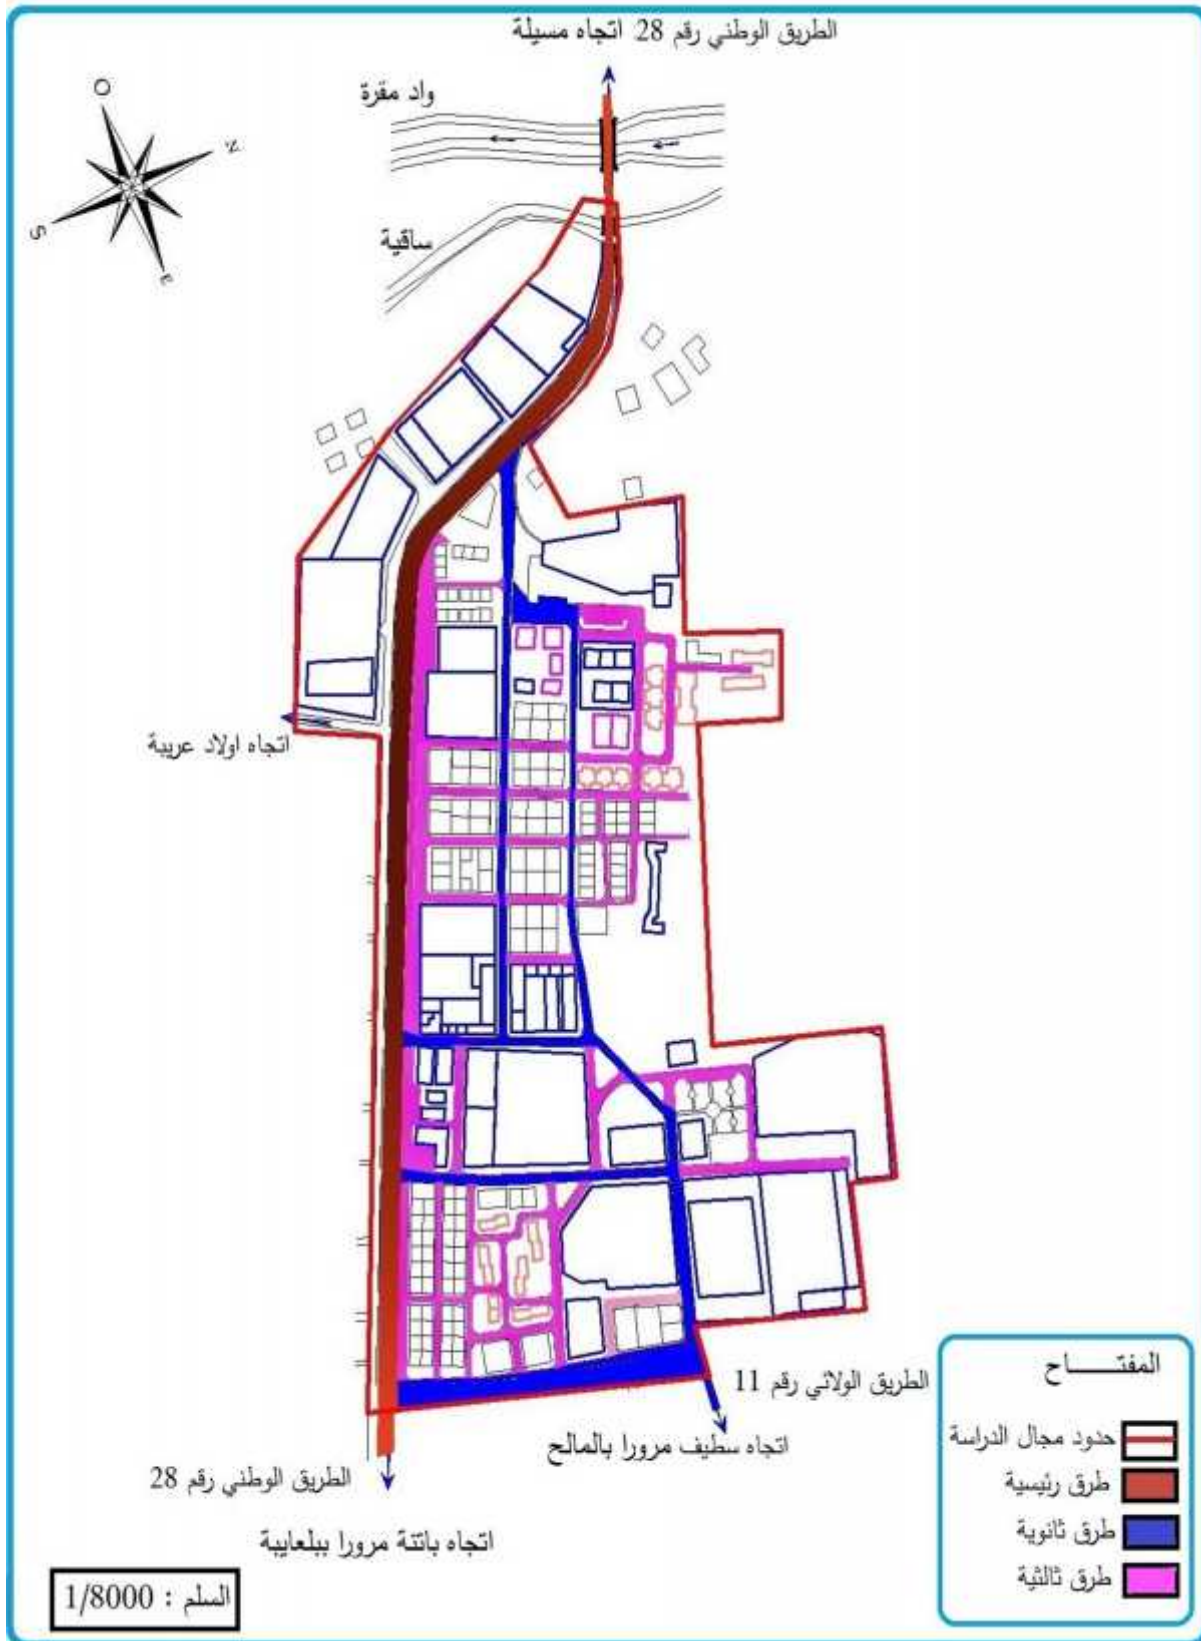 الطريق الوطني رقم 28 اتجاه مسيلة
واد مقرة
O
N
S
E
ساقية
اتجاه اولاد عريبة
الطريق الولائي رقم 11
اتجاه سطيف مرورا بالمالح
الطريق الوطني رقم 28
اتجاه باتنة مرورا ببلعايبة
السلم : 1/8000
المفتـــــاح
حدود مجال الدراسة
طرق رئيسية
طرق ثانوية
طرق ثالثية